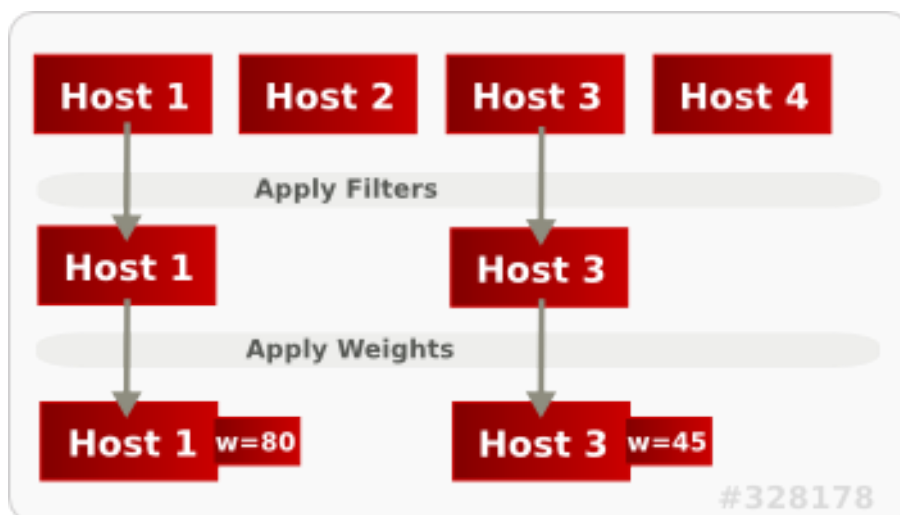 Host 1 Host 2 Host 3 Host 4
Apply Filters
Host 1 Host 3
Apply Weights
Host 1 w=80 Host 3 w=45
#328178